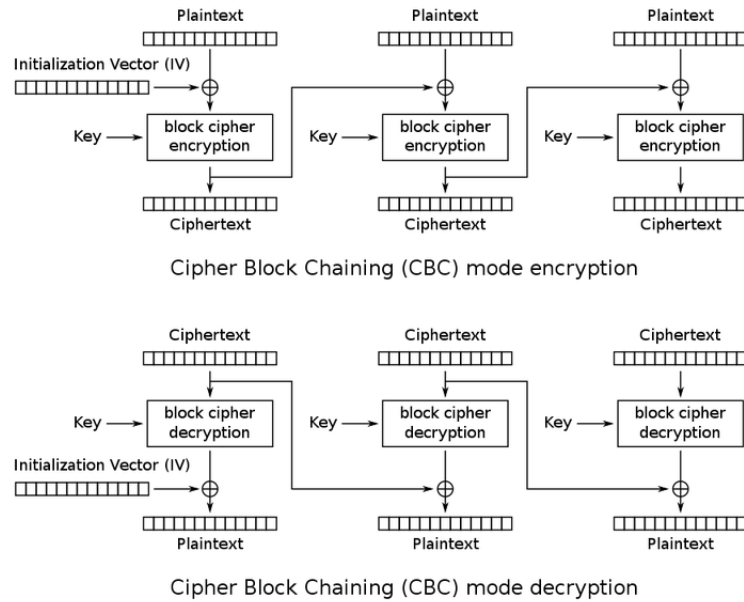 Plaintext
Plaintext
Plaintext
Initialization Vector (IV)
Key
block cipher
encryption
Key
block cipher
encryption
Key
block cipher
encryption
Ciphertext
Ciphertext
Ciphertext
Cipher Block Chaining (CBC) mode encryption
Ciphertext
Ciphertext
Ciphertext
Key
block cipher
decryption
Key
block cipher
decryption
Key
block cipher
decryption
Initialization Vector (IV)
Plaintext
Plaintext
Plaintext
Cipher Block Chaining (CBC) mode decryption